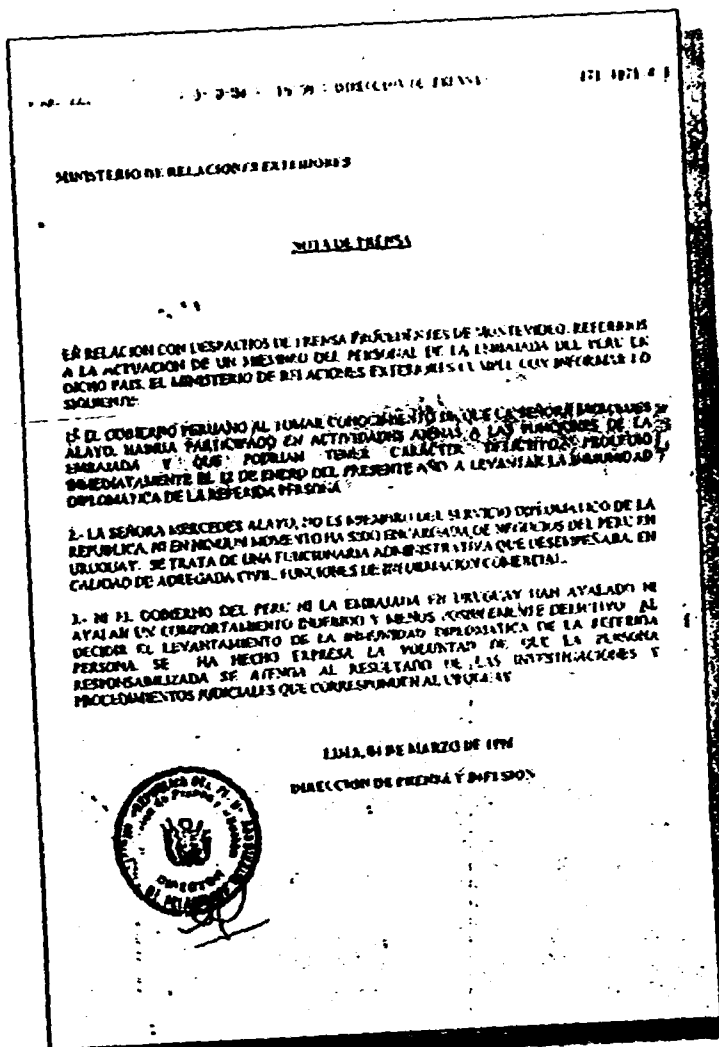 DIRECCION DE PRENSA
MINISTERIO DE RELACIONES EXTERIORES
NOTA DE PRENSA
EN RELACION CON DESPACHOS DE PRENSA PROCEDENTES DE MONTEVIDEO, REFERIDOS
A LA ACTUACION DE UN MIEMBRO DEL PERSONAL DE LA EMBAJADA DEL PERU EN
DICHO PAIS, EL MINISTERIO DE RELACIONES EXTERIORES CUMPLE CON INFORMAR LO
SIGUIENTE:
EL GOBIERNO PERUANO AL TOMAR CONOCIMIENTO DE QUE LA SEÑORA MERCEDES
ALAYO, HABRIA PARTICIPADO EN ACTIVIDADES AJENAS A LAS FUNCIONES DE LA
EMBAJADA Y QUE PODRIAN TENER CARACTER DELICTIVO, PROCEDIO
INMEDIATAMENTE EL 12 DE ENERO DEL PRESENTE AÑO A LEVANTAR LA INMUNIDAD
DIPLOMATICA DE LA REFERIDA PERSONA
2.- LA SEÑORA MERCEDES ALAYO, NO ES MIEMBRO DEL SERVICIO DIPLOMATICO DE LA
REPUBLICA, NI EN NINGUN MOMENTO HA SIDO ENCARGADA DE NEGOCIOS DEL PERU EN
URUGUAY. SE TRATA DE UNA FUNCIONARIA ADMINISTRATIVA QUE DESEMPEÑABA, EN
CALIDAD DE AGREGADA CIVIL, FUNCIONES DE INFORMACION COMERCIAL.
3.- NI EL GOBIERNO DEL PERU NI LA EMBAJADA EN URUGUAY HAN AVALADO NI
AVALAN UN COMPORTAMIENTO INDEBIDO Y MENOS POSIBLEMENTE DELICTIVO AL
DECIDIR EL LEVANTAMIENTO DE LA INMUNIDAD DIPLOMATICA DE LA REFERIDA
PERSONA, SE HA HECHO EXPRESA LA VOLUNTAD DE QUE LA PERSONA
RESPONSABILIZADA SE ATENGA AL RESULTADO DE LAS INVESTIGACIONES Y
PROCEDIMIENTOS JUDICIALES QUE CORRESPONDEN AL URUGUAY
LIMA, 04 DE MARZO DE
DIRECCION DE PRENSA Y DIFUSION
REPUBLICA DEL
DIRECTOR